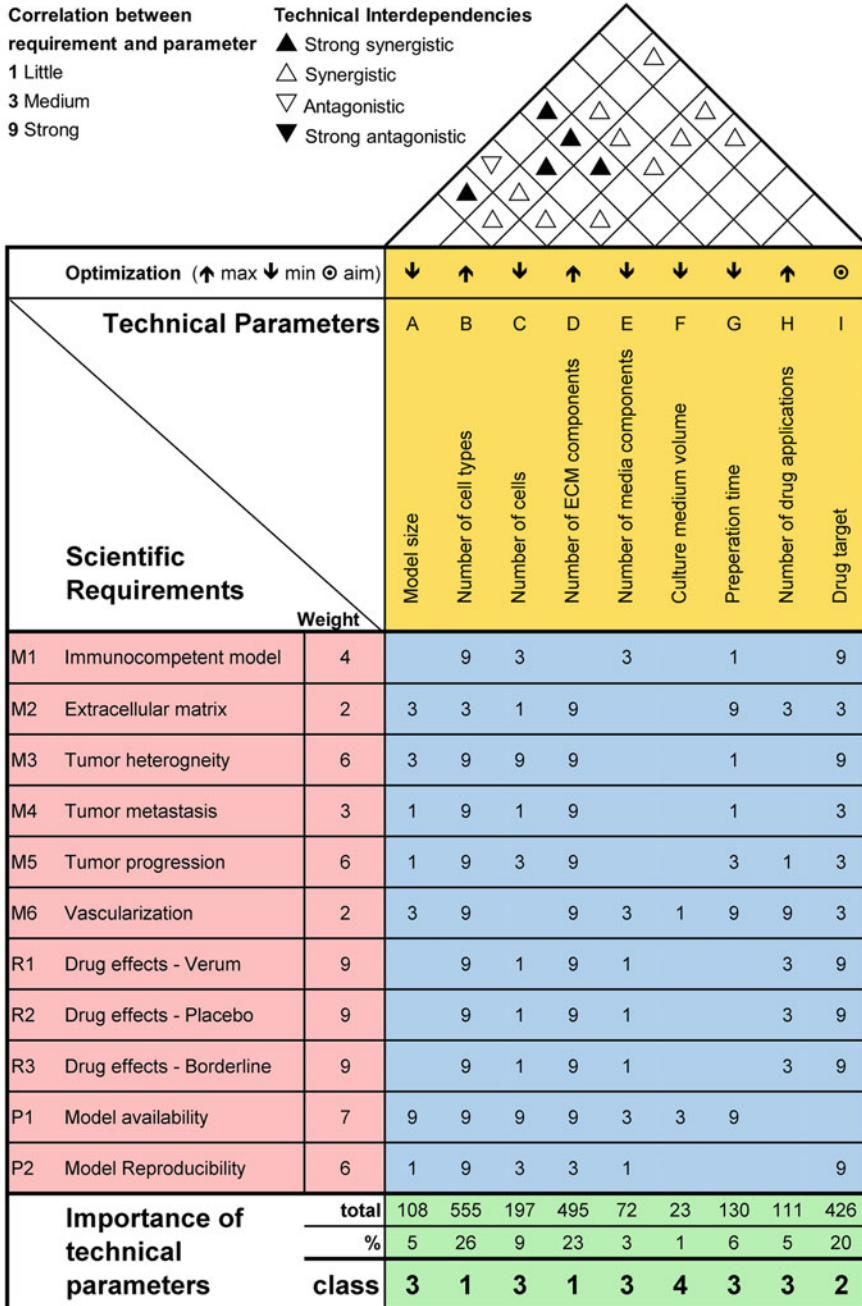 Correlation between
requirement and parameter
1 Little
3 Medium
9 Strong
Technical Interdependencies
▲ Strong synergistic
△ Synergistic
▽ Antagonistic
▼ Strong antagonistic
Optimization (↑ max ↓ min ⊙ aim) ↓ ↑ ↓ ↑ ↓ ↓ ↓ ↑ ⊙
Technical Parameters A B C D E F G H I
Model size
Number of cell types
Number of cells
Number of ECM components
Number of media components
Culture medium volume
Preperation time
Number of drug applications
Drug target
Scientific
Requirements
Weight
M1 Immunocompetent model 4 9 3 3 1 9
M2 Extracellular matrix 2 3 3 1 9 9 3 3
M3 Tumor heterogneity 6 3 9 9 9 1 9
M4 Tumor metastasis 3 1 9 1 9 1 3
M5 Tumor progression 6 1 9 3 9 3 1 3
M6 Vascularization 2 3 9 9 3 1 9 9 3
R1 Drug effects - Verum 9 9 1 9 1 3 9
R2 Drug effects - Placebo 9 9 1 9 1 3 9
R3 Drug effects - Borderline 9 9 1 9 1 3 9
P1 Model availability 7 9 9 9 9 3 3 9
P2 Model Reproducibility 6 1 9 3 3 1 9
Importance of
technical
parameters
total 108 555 197 495 72 23 130 111 426
% 5 26 9 23 3 1 6 5 20
class 3 1 3 1 3 4 3 3 2